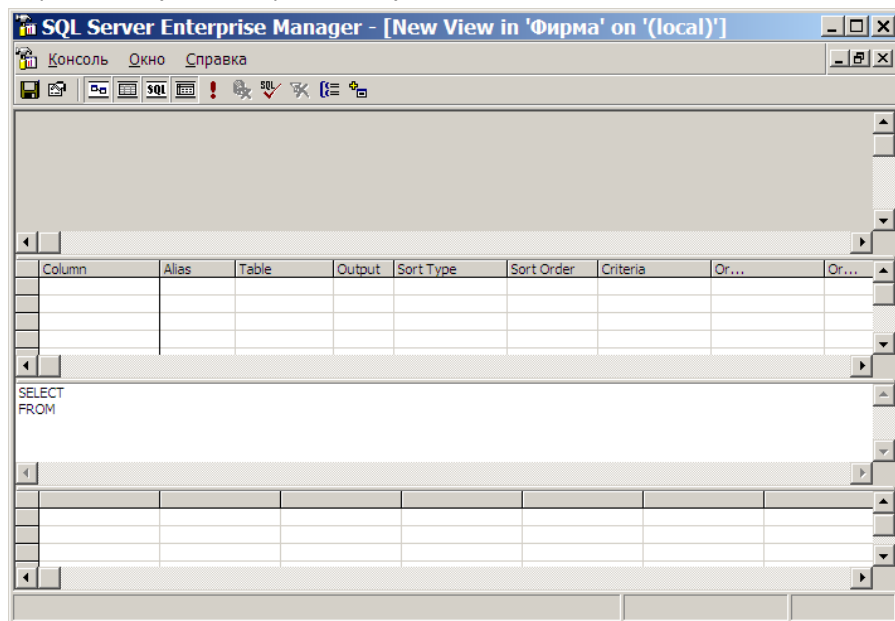 SQL Server Enterprise Manager - [New View in 'Фирма' on '(local)']
Консоль Окно Справка
SQL SQL
Column Alias Table Output Sort Type Sort Order Criteria Or... Or...
SELECT
FROM